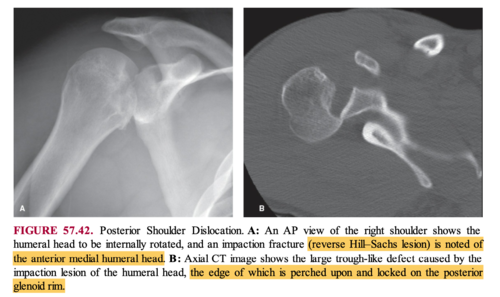 A
B
FIGURE 57.42. Posterior Shoulder Dislocation. A: An AP view of the right shoulder shows the
humeral head to be internally rotated, and an impaction fracture (reverse Hill–Sachs lesion) is noted of
the anterior medial humeral head. B: Axial CT image shows the large trough-like defect caused by the
impaction lesion of the humeral head, the edge of which is perched upon and locked on the posterior
glenoid rim.